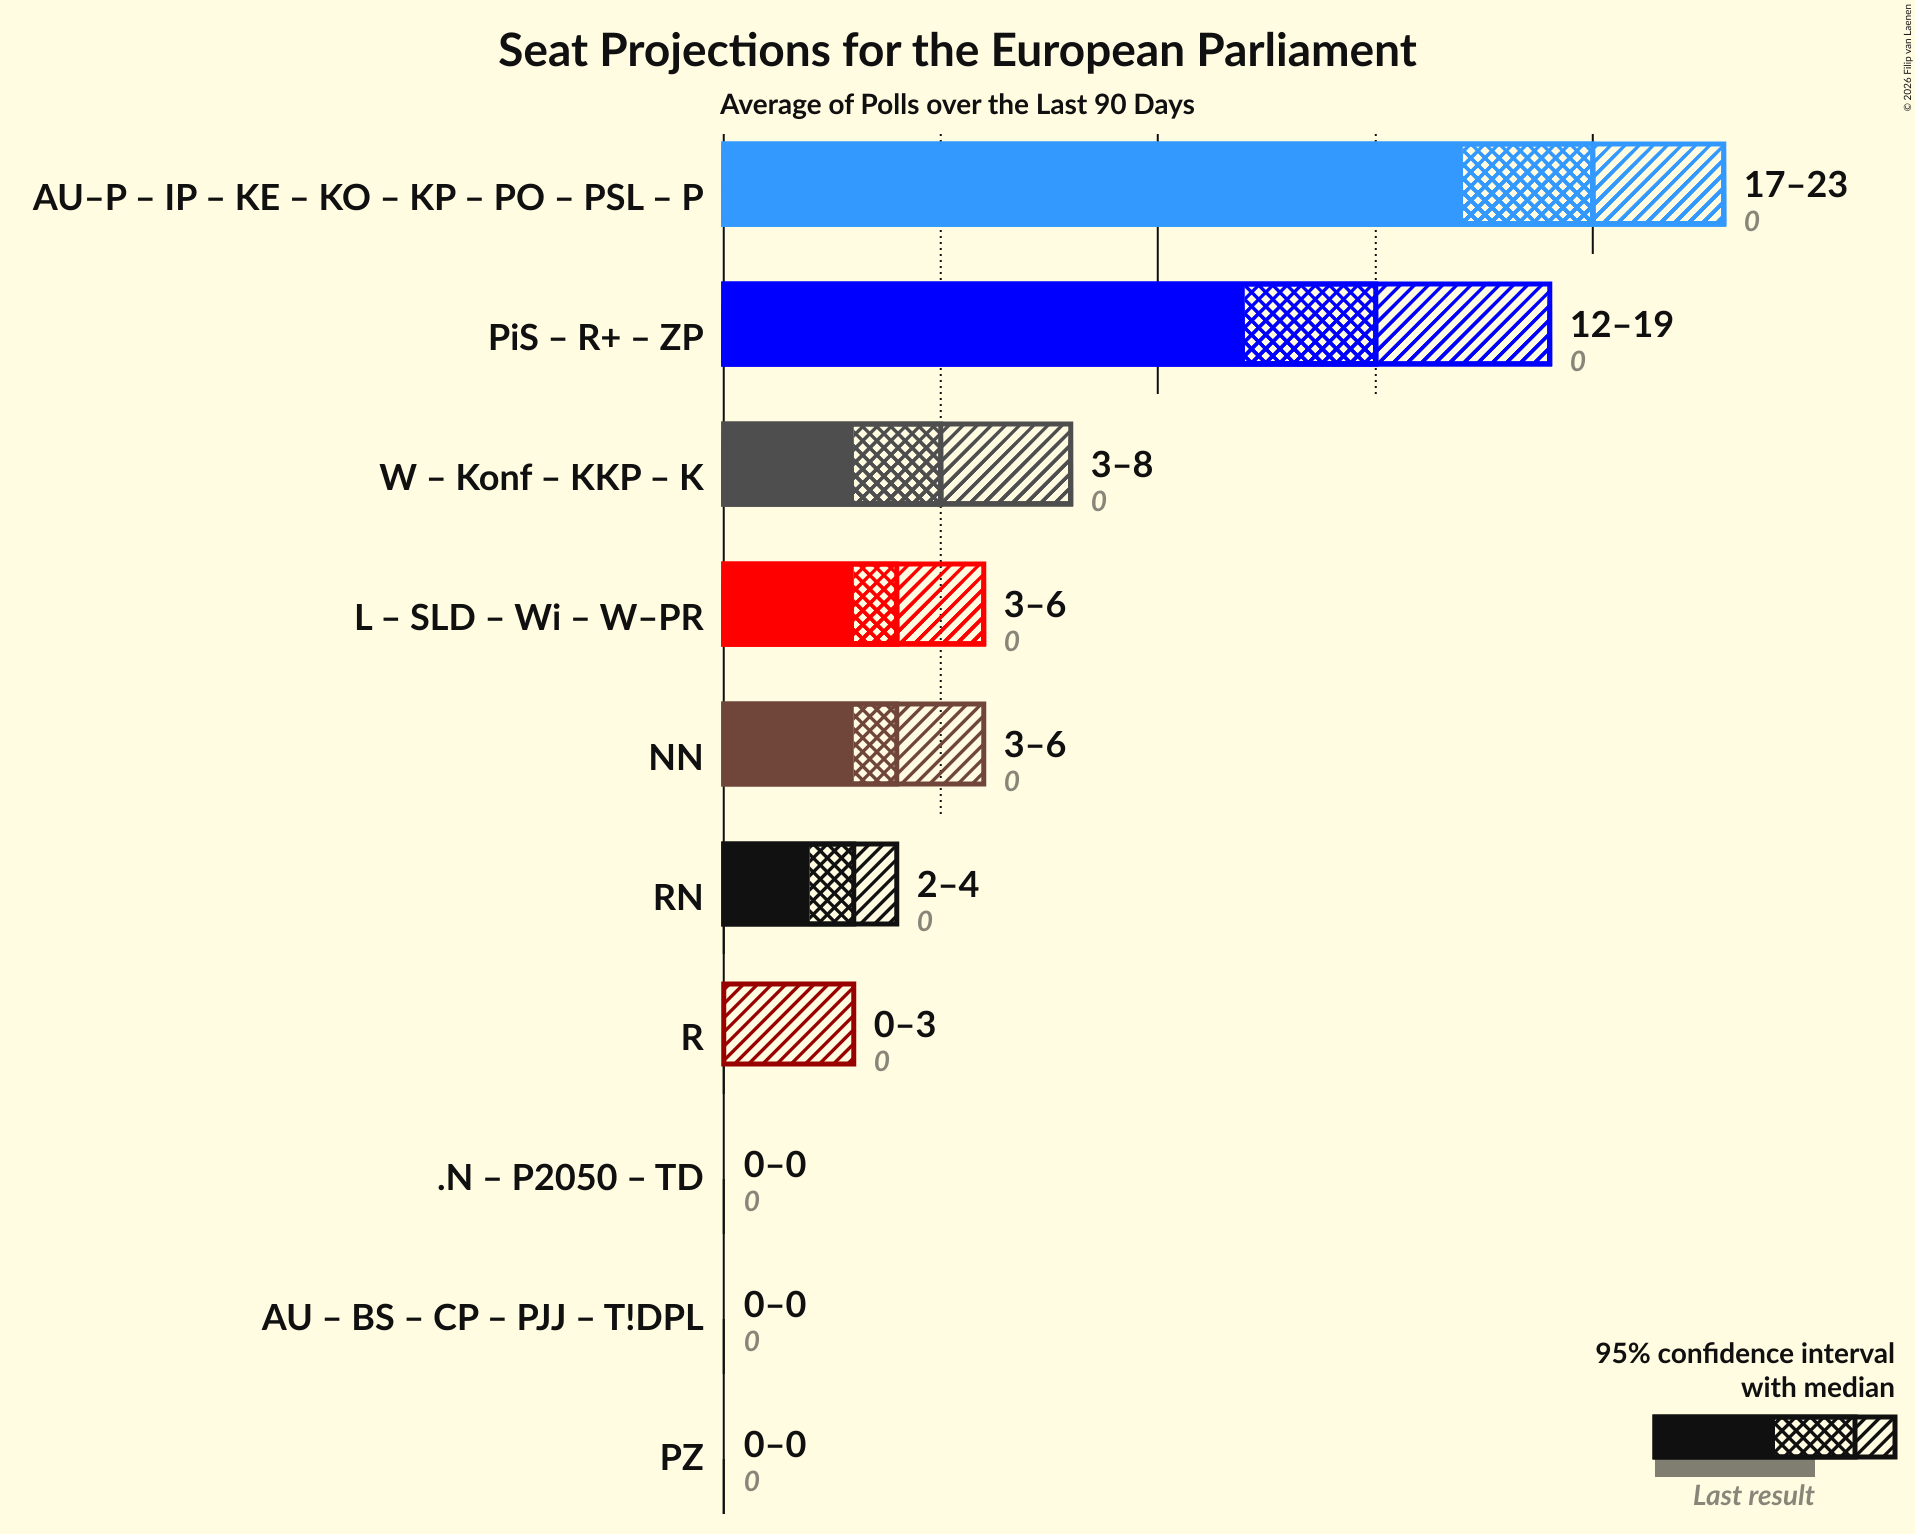 Seat Projections for the European Parliament
Average of Polls over the Last 90 Days
© 2026 Filip van Laenen
AU–P – IP – KE – KO – KP – PO – PSL – P
17–23
0
PiS – R+ – ZP
12–19
0
W – Konf – KKP – K
3–8
0
L – SLD – Wi – W–PR
3–6
0
NN
3–6
0
RN
2–4
0
R
0–3
0
.N – P2050 – TD
0–0
0
AU – BS – CP – PJJ – T!DPL
0–0
0
PZ
0–0
0
95% confidence interval
with median
Last result